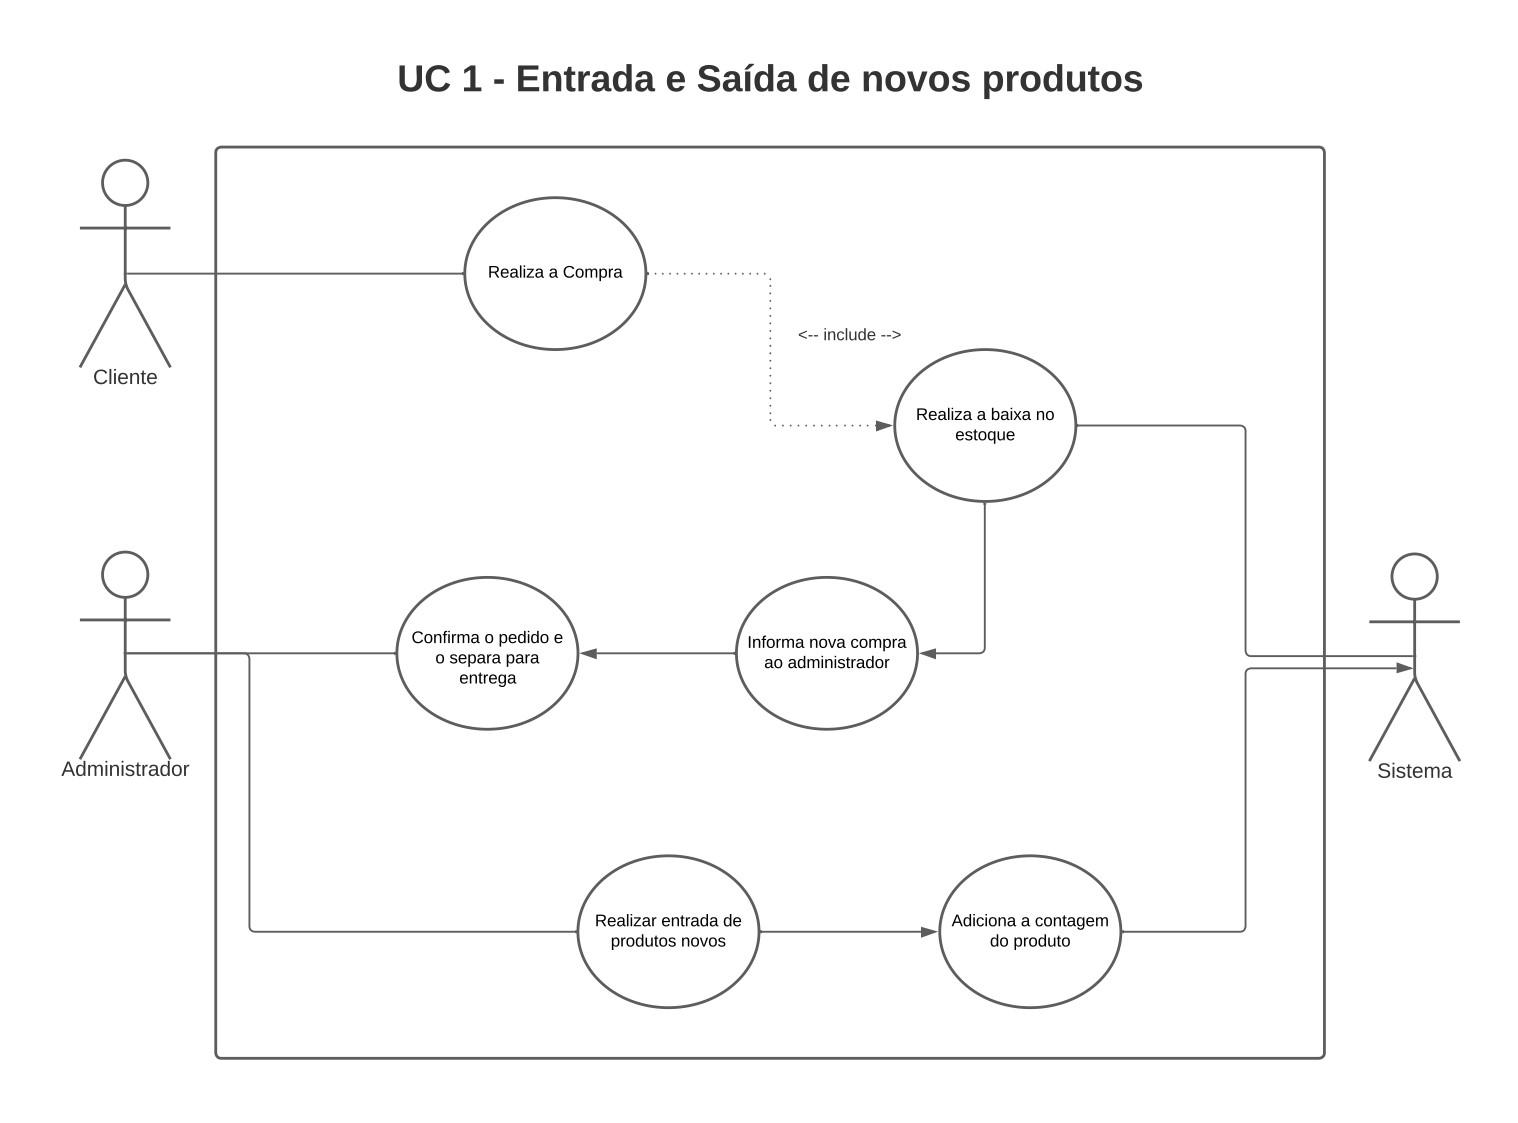 UC 1 - Entrada e Saída de novos produtos
Cliente
Realiza a Compra
<-- include -->
Realiza a baixa no
estoque
Administrador
Confirma o pedido e
o separa para
entrega
Informa nova compra
ao administrador
Sistema
Realizar entrada de
produtos novos
Adiciona a contagem
do produto